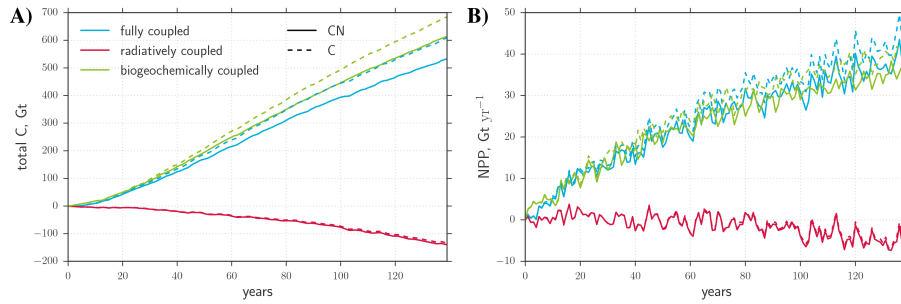 A)
total C, Gt
700
600
500
400
300
200
100
0
−100
−200
0
20
40
60
80
100
120
years
fully coupled
radiatively coupled
biogeochemically coupled
CN
C
B)
NPP, Gt yr⁻¹
50
40
30
20
10
0
−10
0
20
40
60
80
100
120
years